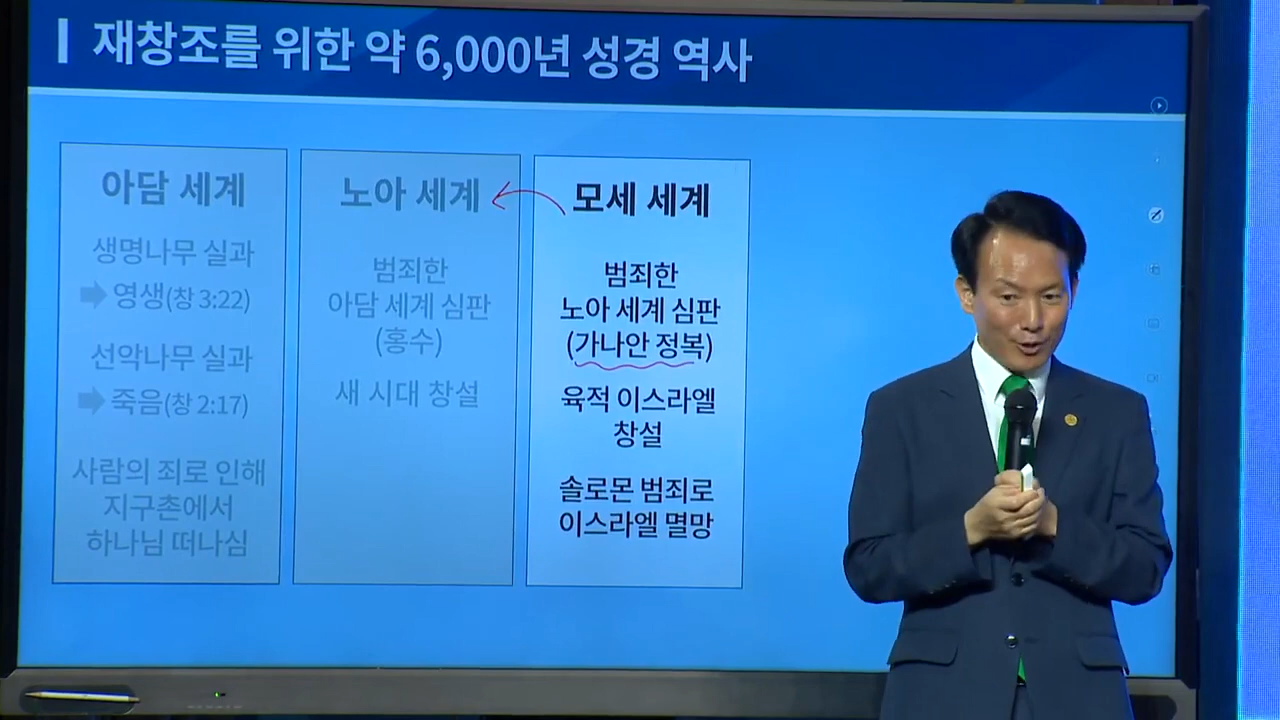 재창조를 위한 약 6,000년 성경 역사
아담 세계
생명나무 실과
영생(창 3:22)
선악나무 실과
죽음(창 2:17)
사람의 죄로 인해
지구촌에서
하나님 떠나심
노아 세계
범죄한
아담 세계 심판
(홍수)
새 시대 창설
모세 세계
범죄한
노아 세계 심판
(가나안 정복)
육적 이스라엘
창설
솔로몬 범죄로
이스라엘 멸망